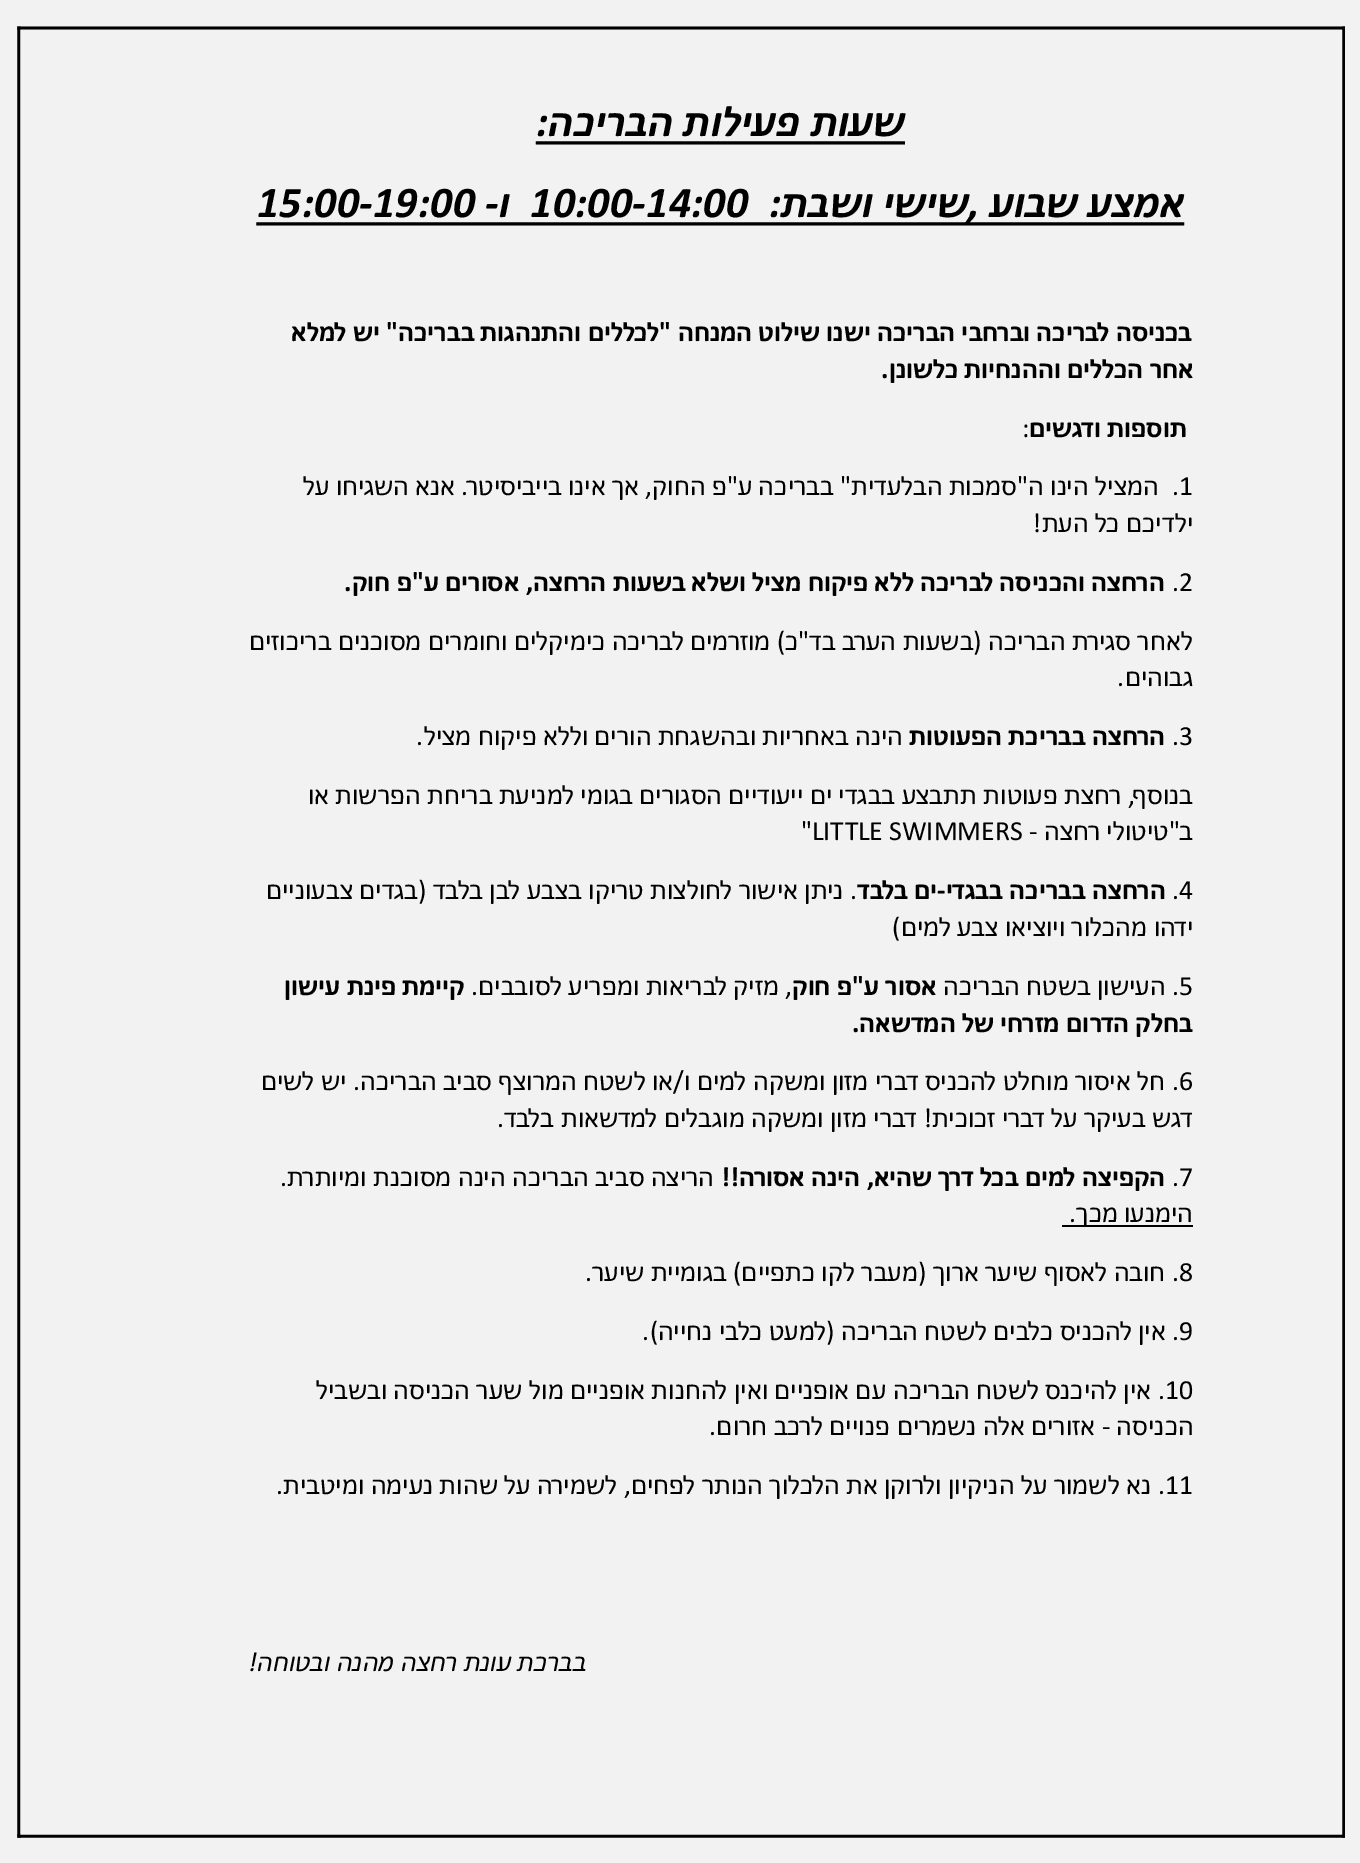 שעות פעילות הבריכה:
אמצע שבוע ,שישי ושבת: 10:00-14:00 ו- 15:00-19:00
בכניסה לבריכה וברחבי הבריכה ישנו שילוט המנחה "לכללים והתנהגות בבריכה" יש למלא
אחר הכללים וההנחיות כלשונן.
תוספות ודגשים:
1. המציל הינו ה"סמכות הבלעדית" בבריכה ע"פ החוק, אך אינו בייביסיטר. אנא השגיחו על
ילדיכם כל העת!
2. הרחצה והכניסה לבריכה ללא פיקוח מציל ושלא בשעות הרחצה, אסורים ע"פ חוק.
לאחר סגירת הבריכה (בשעות הערב בד"כ) מוזרמים לבריכה כימיקלים וחומרים מסוכנים בריכוזים
גבוהים.
3. הרחצה בבריכת הפעוטות הינה באחריות ובהשגחת הורים וללא פיקוח מציל.
בנוסף, רחצת פעוטות תתבצע בבגדי ים ייעודיים הסגורים בגומי למניעת בריחת הפרשות או
ב"טיטולי רחצה - LITTLE SWIMMERS"
4. הרחצה בבריכה בבגדי-ים בלבד. ניתן אישור לחולצות טריקו בצבע לבן בלבד (בגדים צבעוניים
ידהו מהכלור ויוציאו צבע למים)
5. העישון בשטח הבריכה אסור ע"פ חוק, מזיק לבריאות ומפריע לסובבים. קיימת פינת עישון
בחלק הדרום מזרחי של המדשאה.
6. חל איסור מוחלט להכניס דברי מזון ומשקה למים ו/או לשטח המרוצף סביב הבריכה. יש לשים
דגש בעיקר על דברי זכוכית! דברי מזון ומשקה מוגבלים למדשאות בלבד.
7. הקפיצה למים בכל דרך שהיא, הינה אסורה!! הריצה סביב הבריכה הינה מסוכנת ומיותרת.
הימנעו מכך.
8. חובה לאסוף שיער ארוך (מעבר לקו כתפיים) בגומיית שיער.
9. אין להכניס כלבים לשטח הבריכה (למעט כלבי נחייה).
10. אין להיכנס לשטח הבריכה עם אופניים ואין להחנות אופניים מול שער הכניסה ובשביל
הכניסה - אזורים אלה נשמרים פנויים לרכב חרום.
11. נא לשמור על הניקיון ולרוקן את הלכלוך הנותר לפחים, לשמירה על שהות נעימה ומיטבית.
בברכת עונת רחצה מהנה ובטוחה!